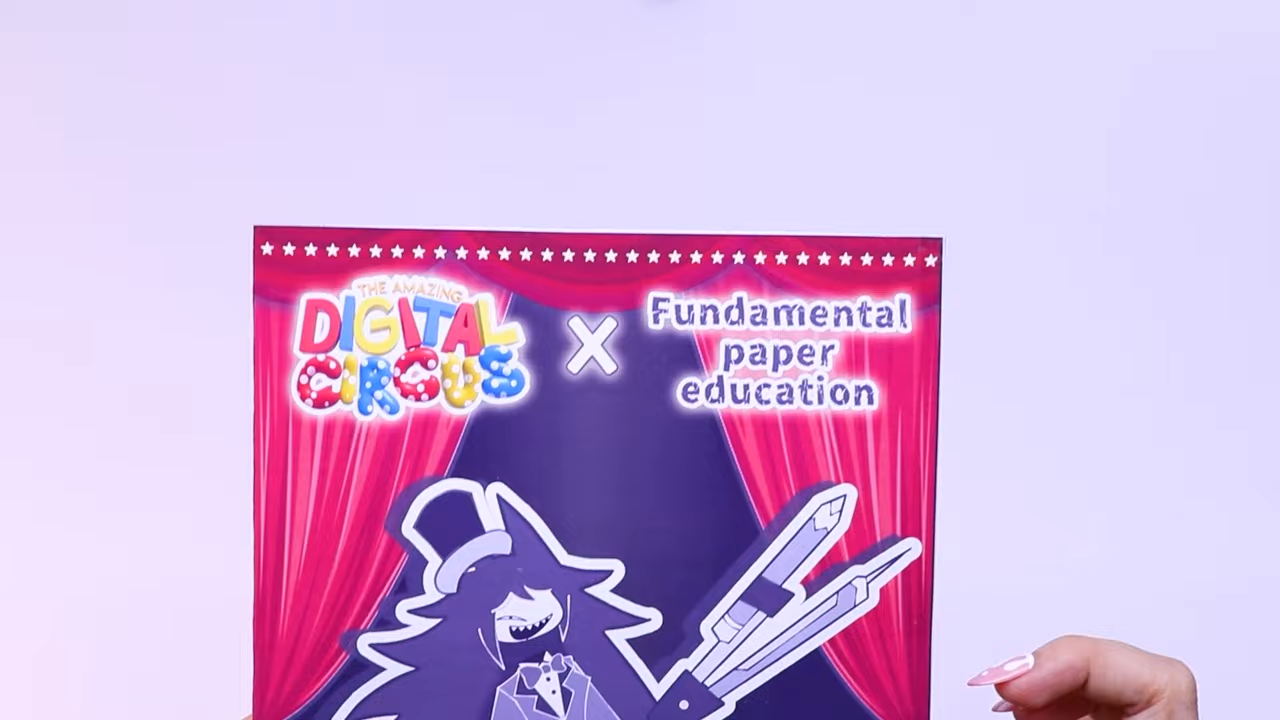 THE AMAZING
DIGITAL
CIRCUS
X
Fundamental
paper
education